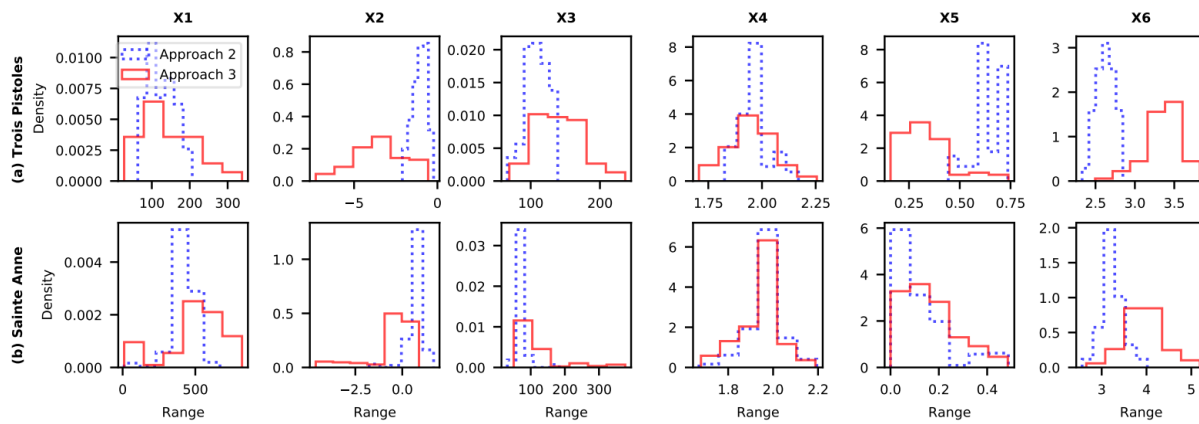 X1 X2 X3 X4 X5 X6
(a) Trois Pistoles
Density
Approach 2
Approach 3
0.0100
0.0075
0.0050
0.0025
0.0000
100 200 300
0.8
0.6
0.4
0.2
0.0
−5 0
0.020
0.015
0.010
0.005
0.000
100 200
8
6
4
2
0
1.75 2.00 2.25
8
6
4
2
0
0.25 0.50 0.75
3
2
1
0
2.5 3.0 3.5
(b) Sainte Anne
Density
0.004
0.002
0.000
0 500
Range
1.0
0.5
0.0
−2.5 0.0
Range
0.03
0.02
0.01
0.00
100 200 300
Range
6
4
2
0
1.8 2.0 2.2
Range
6
4
2
0
0.0 0.2 0.4
Range
2.0
1.5
1.0
0.5
0.0
3 4 5
Range